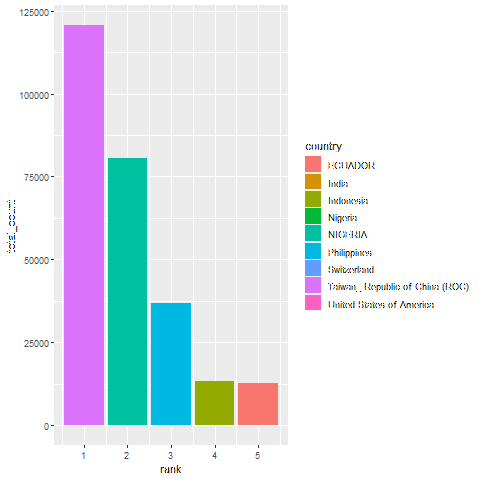 125000
100000
75000
50000
25000
0
total_count
1
2
3
4
5
rank
country
ECUADOR
India
Indonesia
Nigeria
NIGERIA
Philippines
Switzerland
Taiwan_ Republic of China (ROC)
United States of America